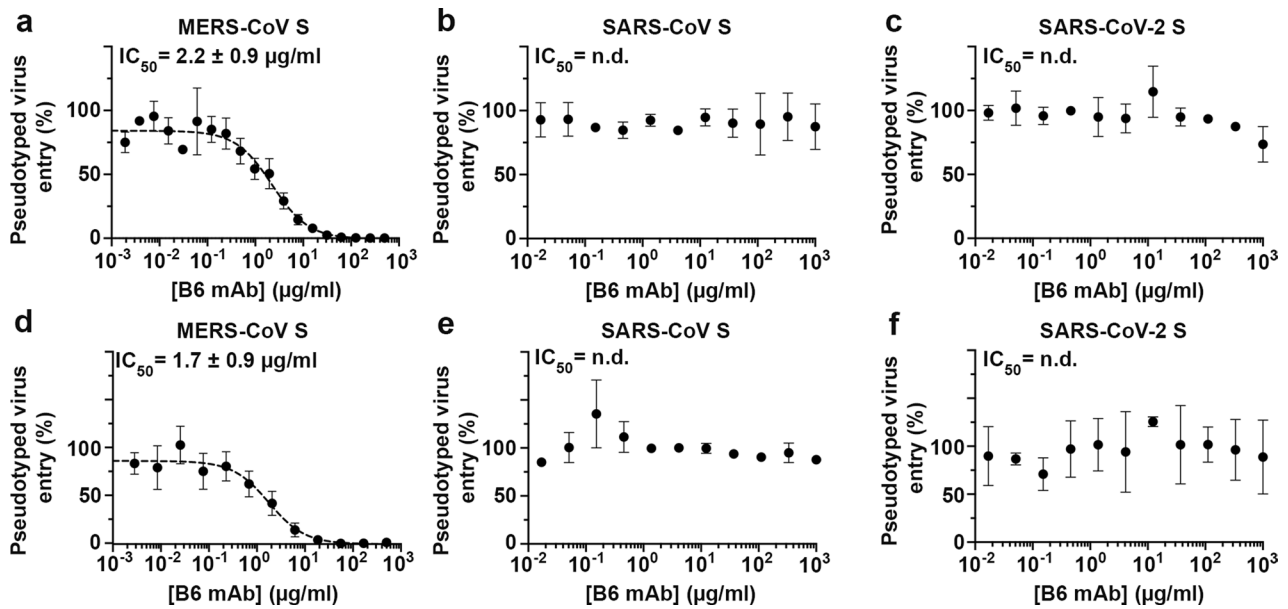 a
MERS-CoV S
IC50= 2.2 ± 0.9 µg/ml
Pseudotyped virus
entry (%)
100
50
0
10-3 10-2 10-1 100 101 102 103
[B6 mAb] (µg/ml)
b
SARS-CoV S
IC50= n.d.
Pseudotyped virus
entry (%)
100
50
0
10-2 10-1 100 101 102 103
[B6 mAb] (µg/ml)
c
SARS-CoV-2 S
IC50= n.d.
Pseudotyped virus
entry (%)
100
50
0
10-2 10-1 100 101 102 103
[B6 mAb] (µg/ml)
d
MERS-CoV S
IC50= 1.7 ± 0.9 µg/ml
Pseudotyped virus
entry (%)
100
50
0
10-3 10-2 10-1 100 101 102 103
[B6 mAb] (µg/ml)
e
SARS-CoV S
IC50= n.d.
Pseudotyped virus
entry (%)
100
50
0
10-2 10-1 100 101 102 103
[B6 mAb] (µg/ml)
f
SARS-CoV-2 S
IC50= n.d.
Pseudotyped virus
entry (%)
100
50
0
10-2 10-1 100 101 102 103
[B6 mAb] (µg/ml)